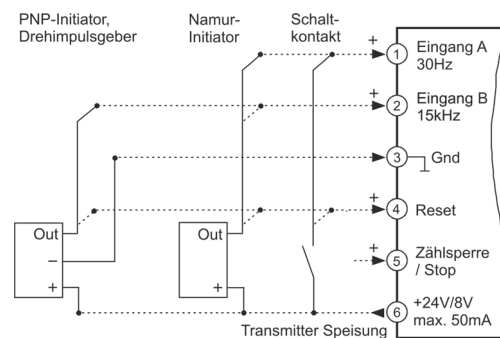 PNP-Initiator,
Drehimpulsgeber
Namur-
Initiator
Schalt-
kontakt
+
1
Eingang A
30Hz
+
2
Eingang B
15kHz
3
Gnd
+
4
Reset
+
5
Zählsperre
/ Stop
6
+24V/8V
max. 50mA
Out
–
+
Out
+
Transmitter Speisung